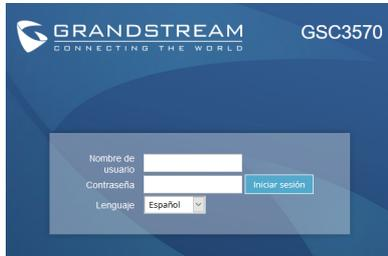 GRANDSTREAM
CONNECTING THE WORLD
GSC3570
Nombre de
usuario
Contraseña
Iniciar sesión
Lenguaje
Español